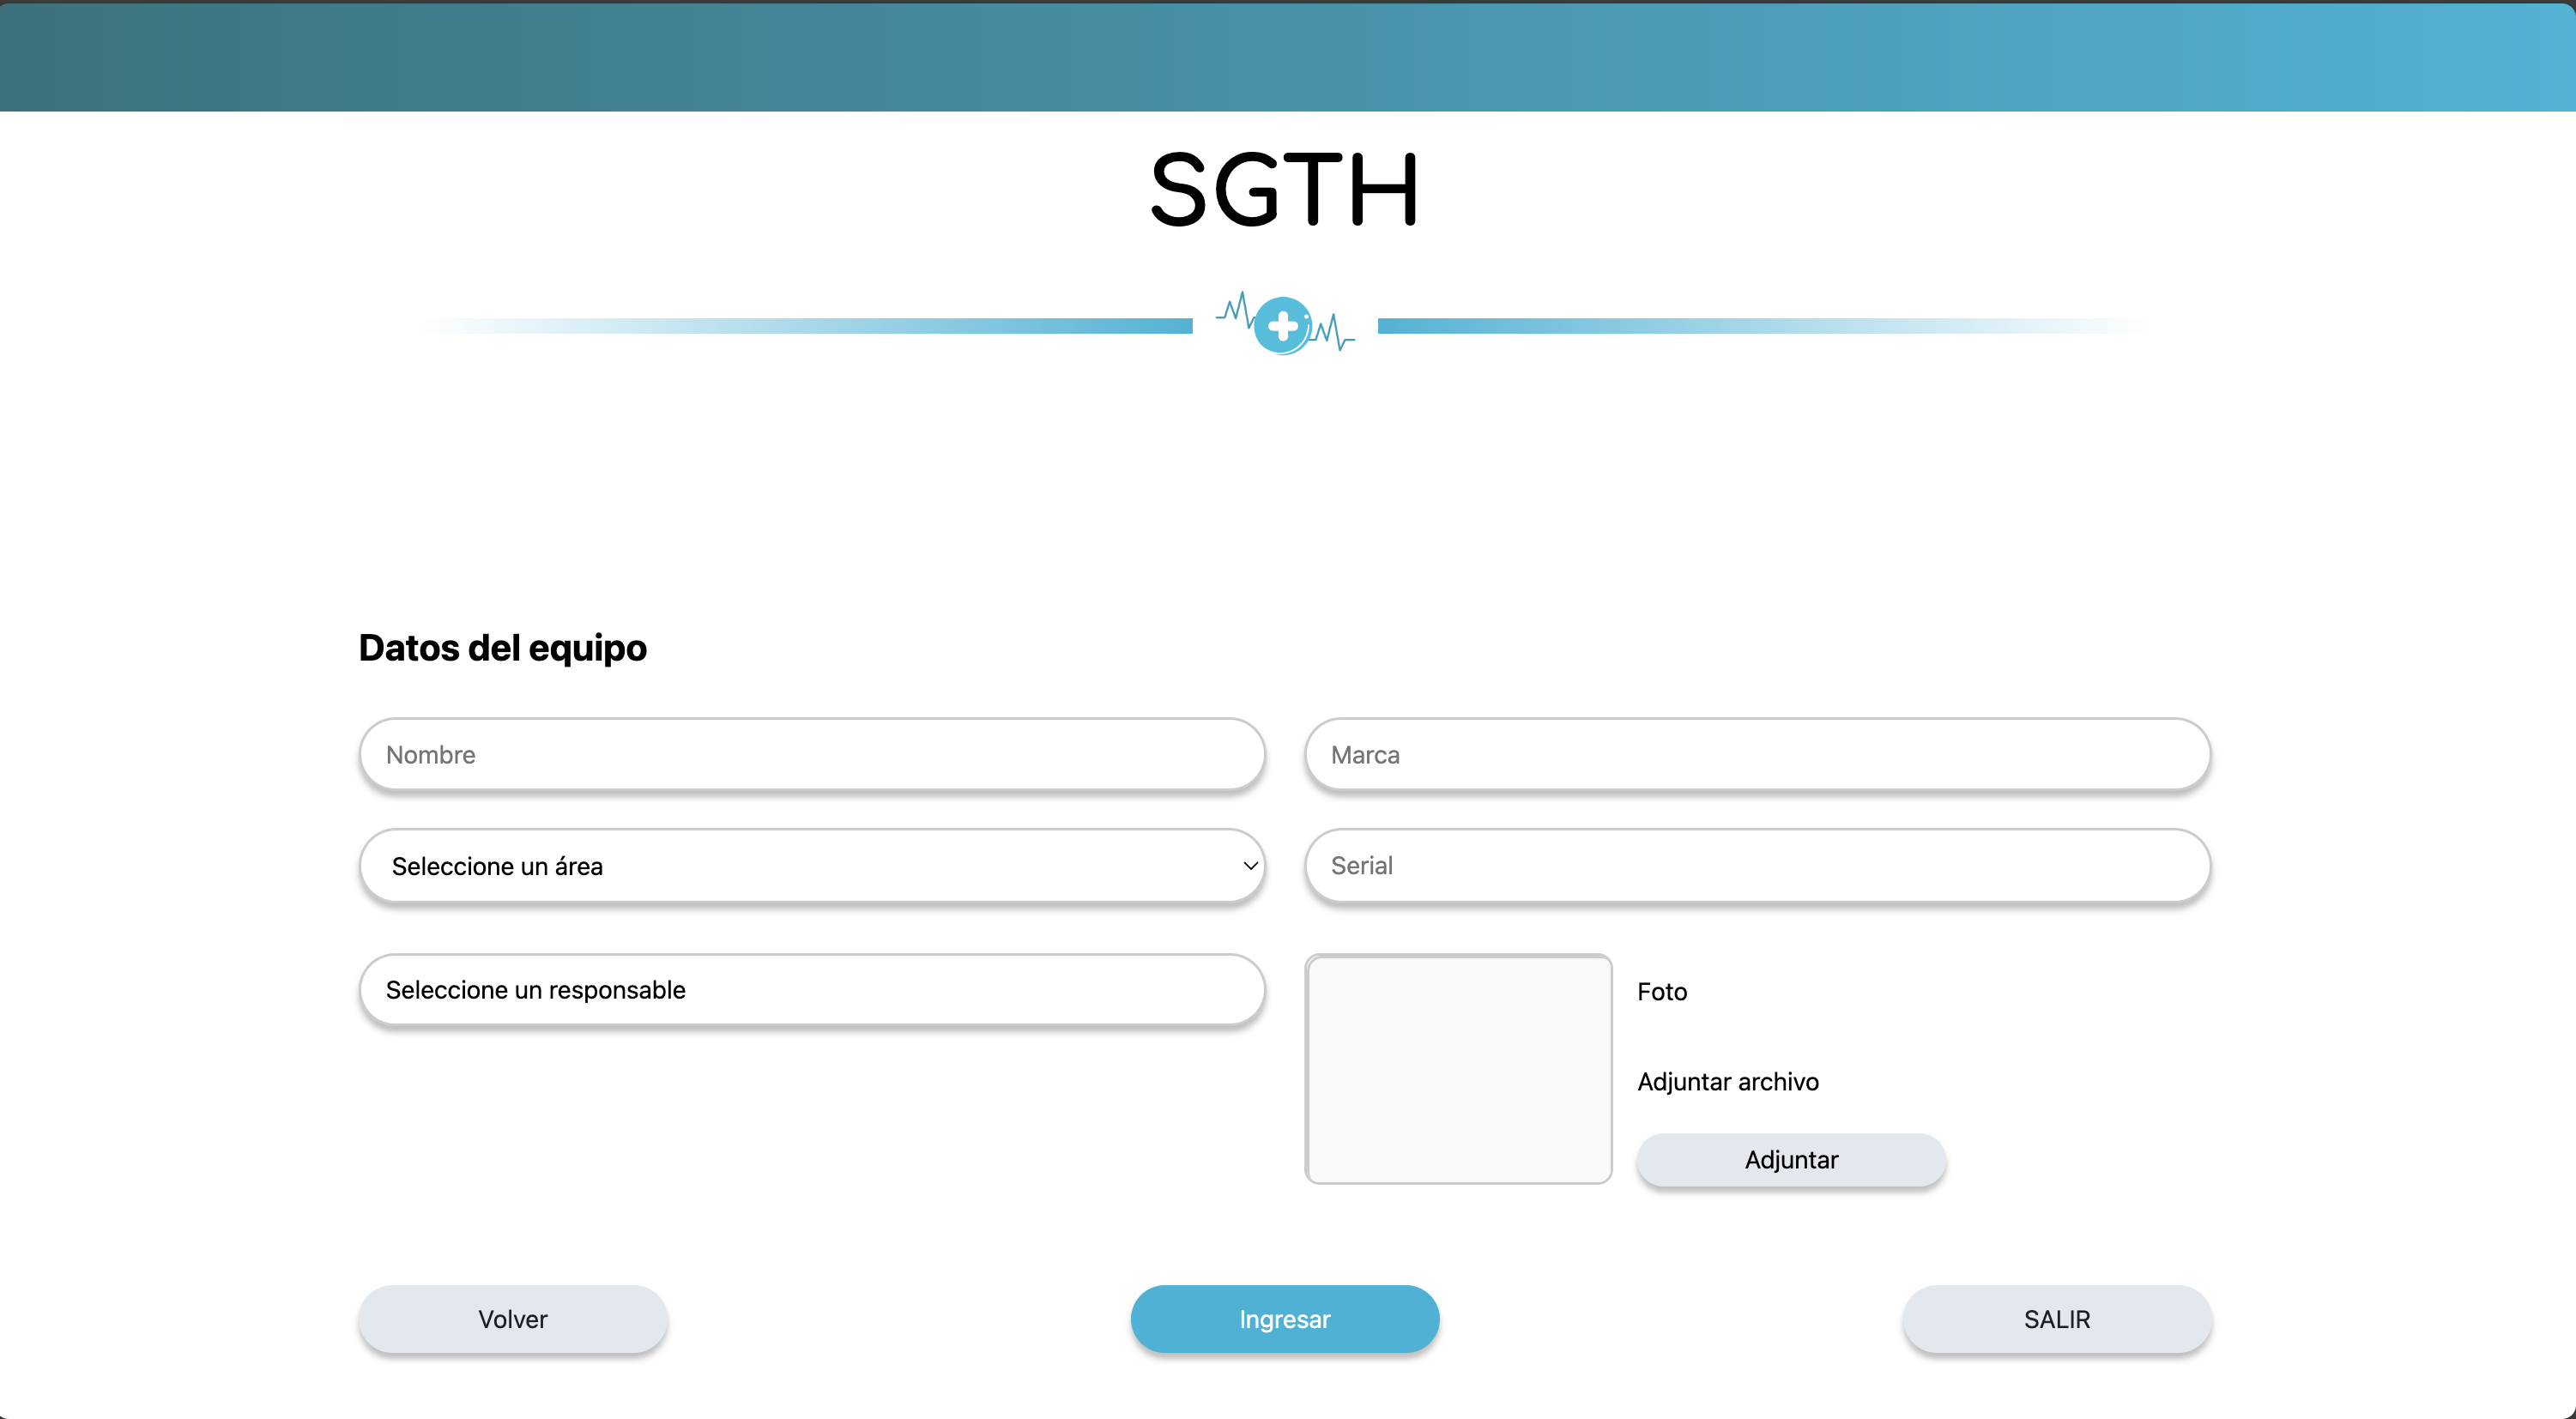 SGTH
Datos del equipo
Nombre
Marca
Seleccione un área
Serial
Seleccione un responsable
Foto
Adjuntar archivo
Adjuntar
Volver
Ingresar
SALIR